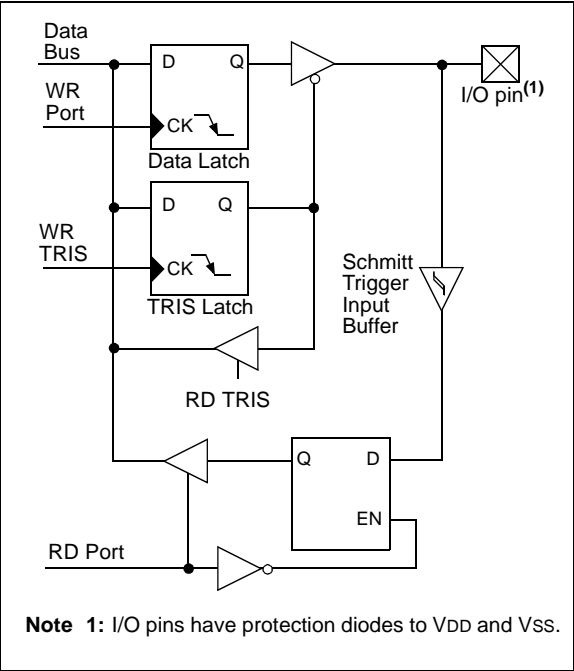 Data
Bus
D Q
WR
Port
CK
Data Latch
I/O pin(1)
D Q
WR
TRIS
CK
TRIS Latch
Schmitt
Trigger
Input
Buffer
RD TRIS
Q D
EN
RD Port
Note 1: I/O pins have protection diodes to VDD and VSS.